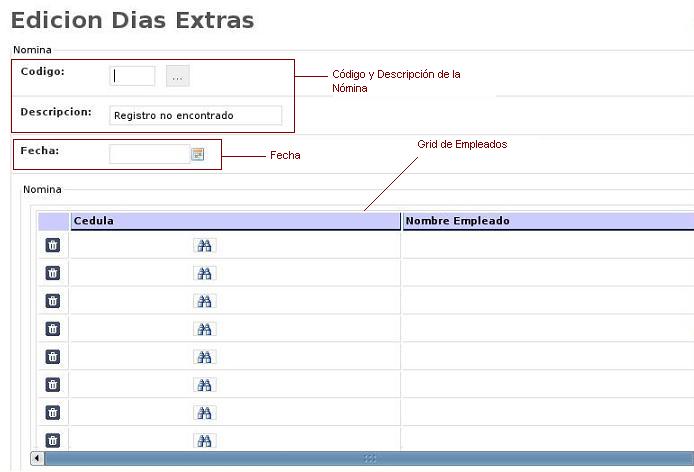 Edicion Dias Extras
Nomina
Codigo:
...
Código y Descripción de la
Nómina
Descripcion:
Registro no encontrado
Grid de Empleados
Fecha:
Fecha
Nomina
Cedula
Nombre Empleado